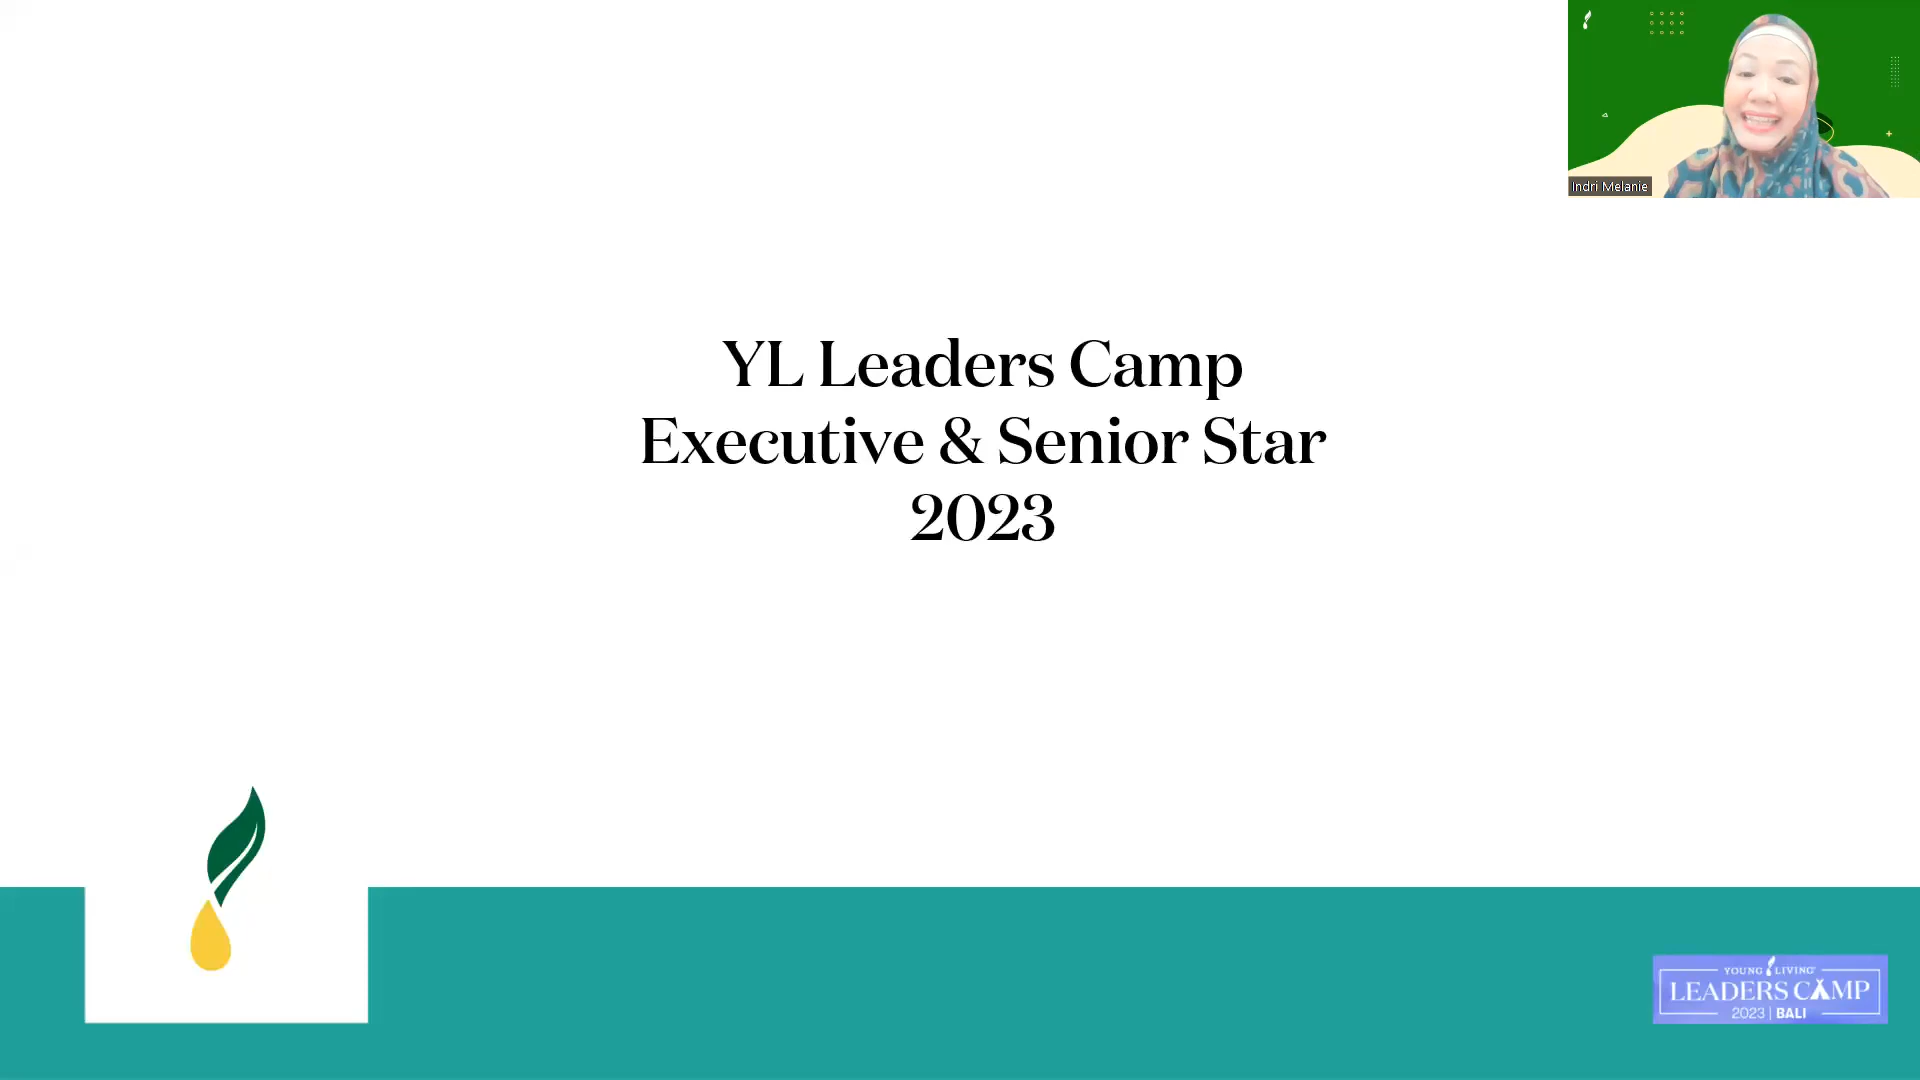 Indri Melanie
YL Leaders Camp
Executive & Senior Star
2023
YOUNG LIVING
LEADERS CAMP
2023 | BALI